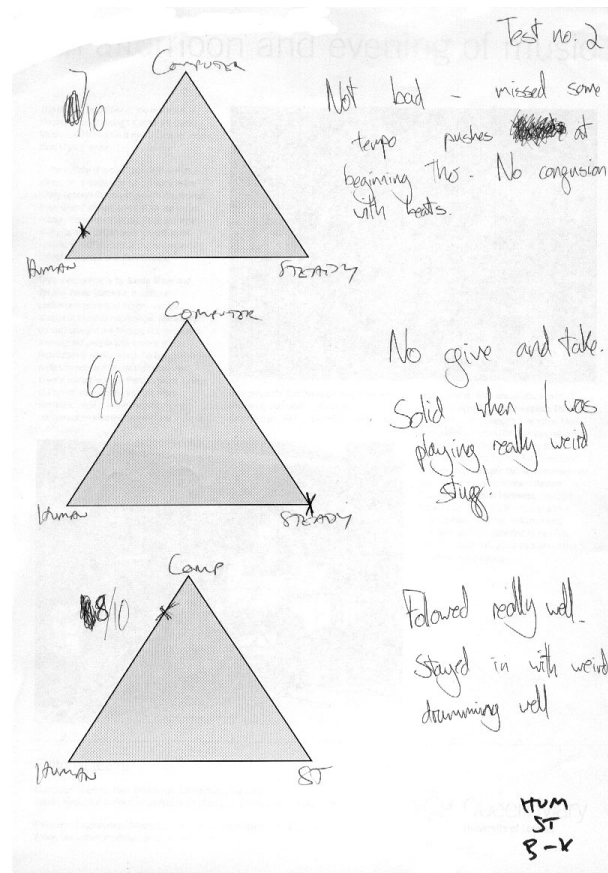 Test no. 2
COMPUTER
7/10
Not bad - missed some
tempo pushes at
beginning tho. No confusion
with beats.
HUMAN
STEADY
COMPUTER
6/10
No give and take.
Solid when I was
playing really weird
stuff!
HUMAN
STEADY
COMP
8/10
Followed really well.
Stayed in with weird
drumming well
HUMAN
ST
HUM
ST
B-K